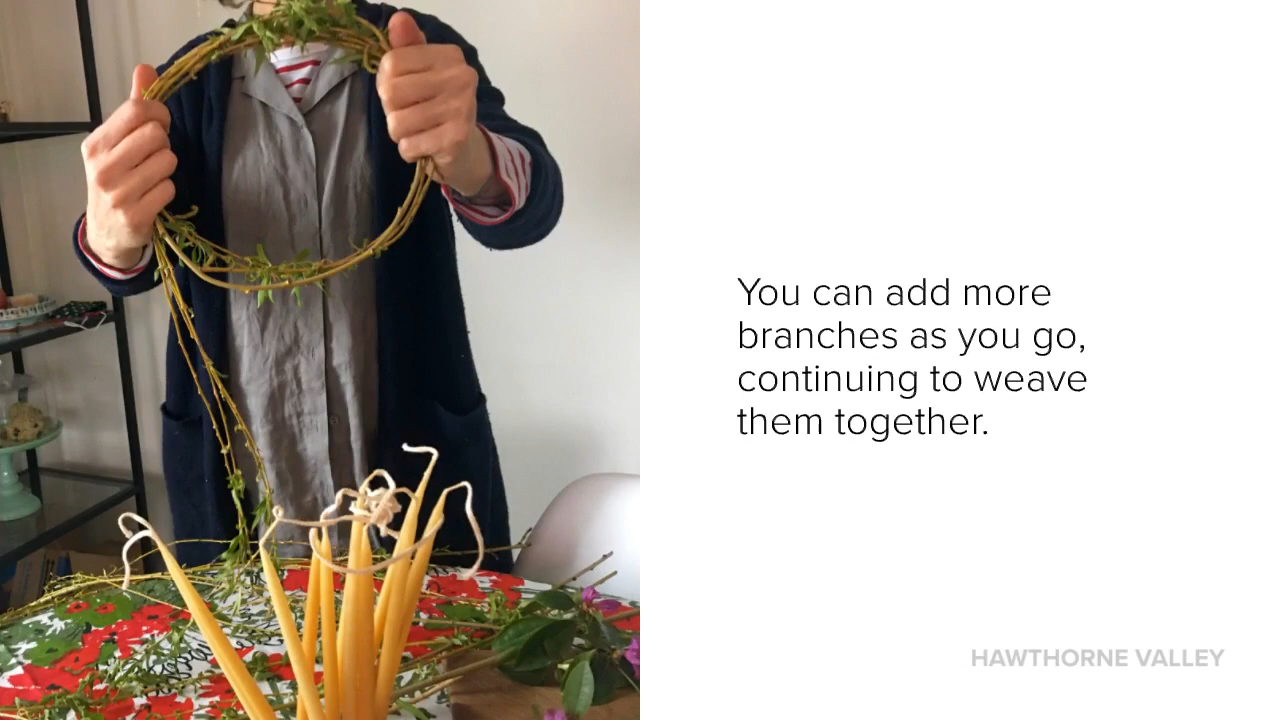 You can add more
branches as you go,
continuing to weave
them together.
HAWTHORNE VALLEY